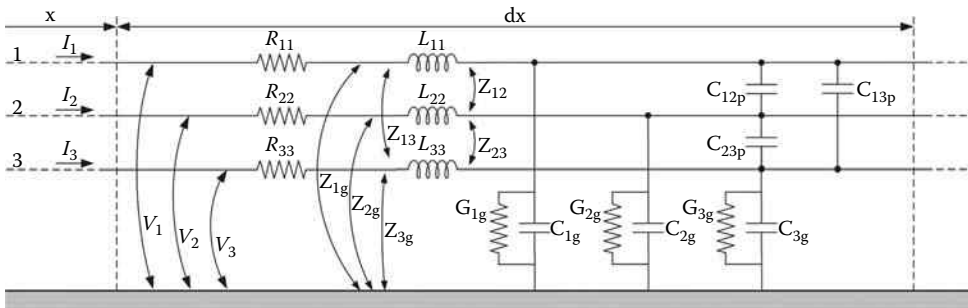 x dx
1 I₁ R₁₁ L₁₁
Z₁₂ C₁₂ₚ C₁₃ₚ
2 I₂ R₂₂ L₂₂
Z₁₃ Z₂₃ C₂₃ₚ
3 I₃ R₃₃ L₃₃
Z₁g Z₂g Z₃g
V₁ V₂ V₃
G₁g C₁g G₂g C₂g G₃g C₃g